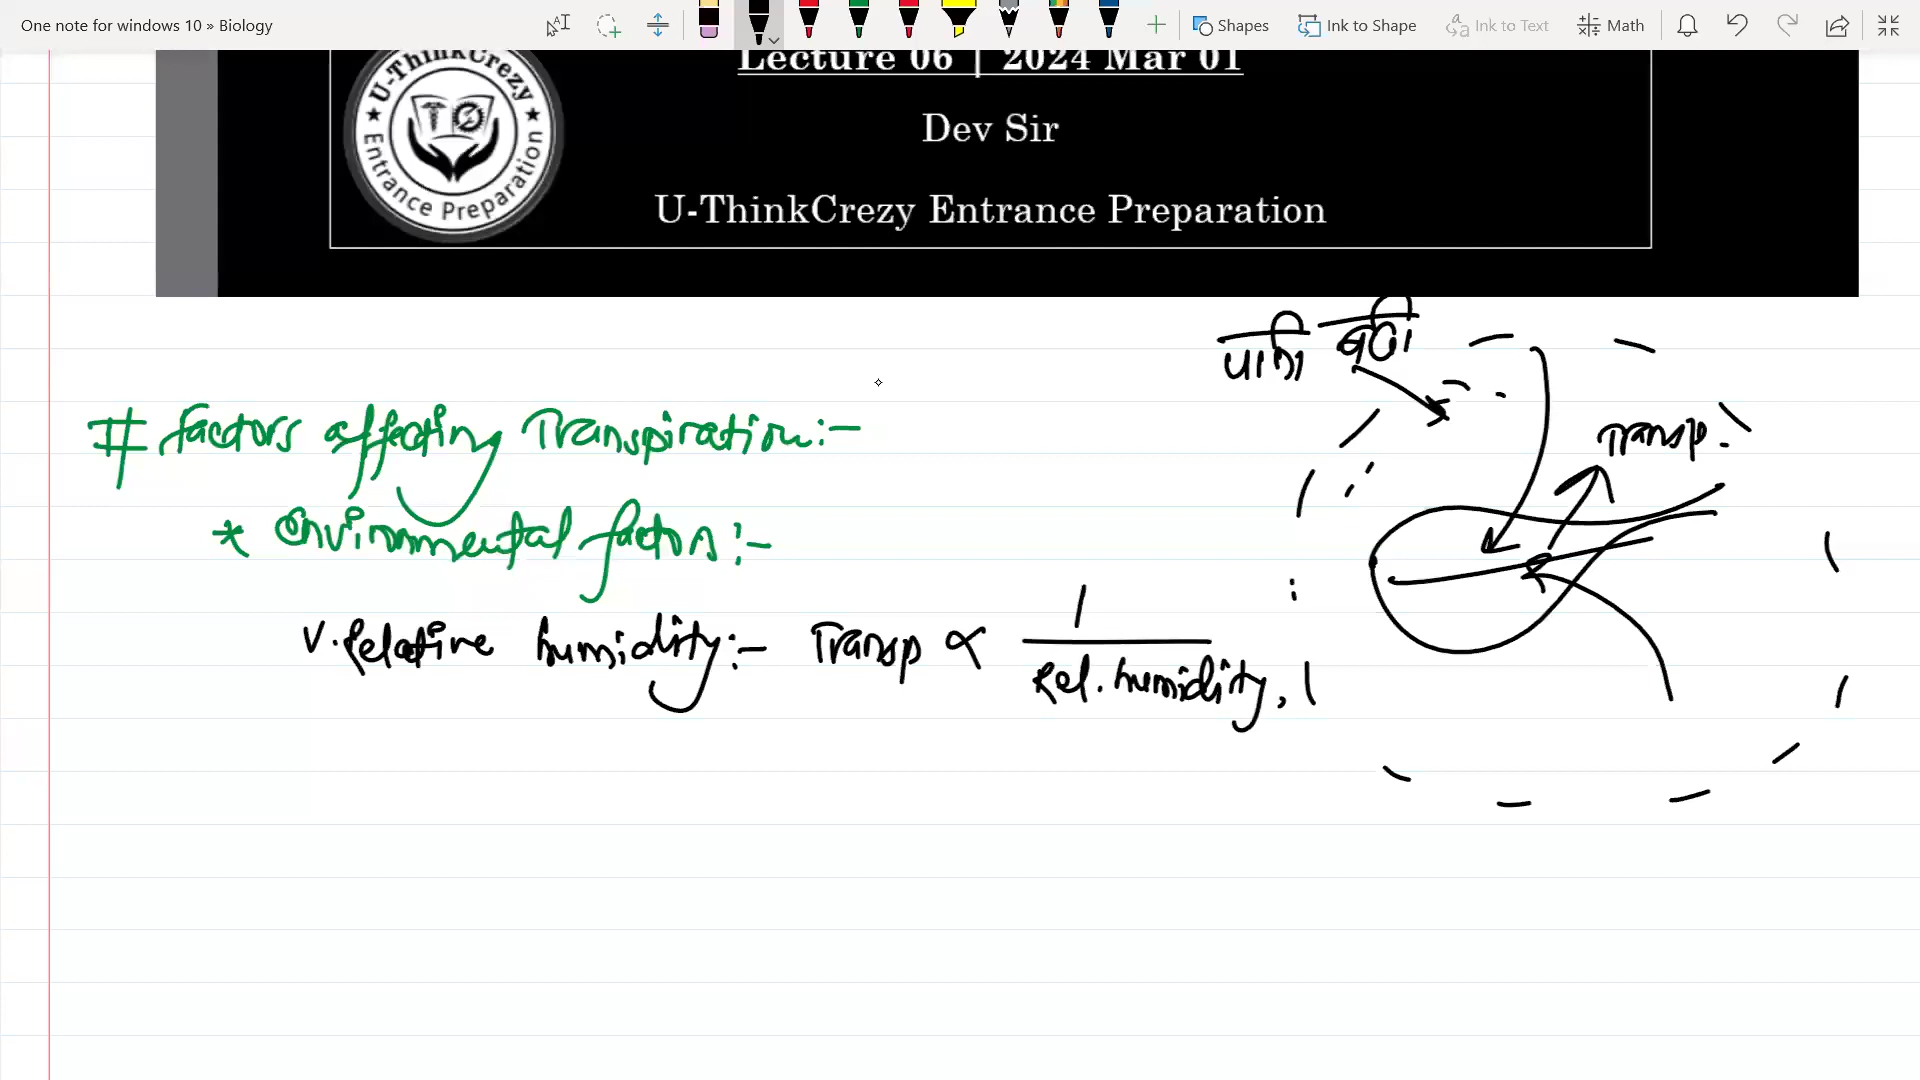 One note for windows 10 » Biology
Shapes Ink to Shape Ink to Text Math
Lecture 06 | 2024 Mar 01
Dev Sir
U-ThinkCrezy Entrance Preparation
U-ThinkCrezy
Entrance Preparation
पानि बढी
# Factors affecting Transpiration:-
Transp.
* Environmental factors:-
Relative humidity:- Transp ∝ 1
Rel. humidity,